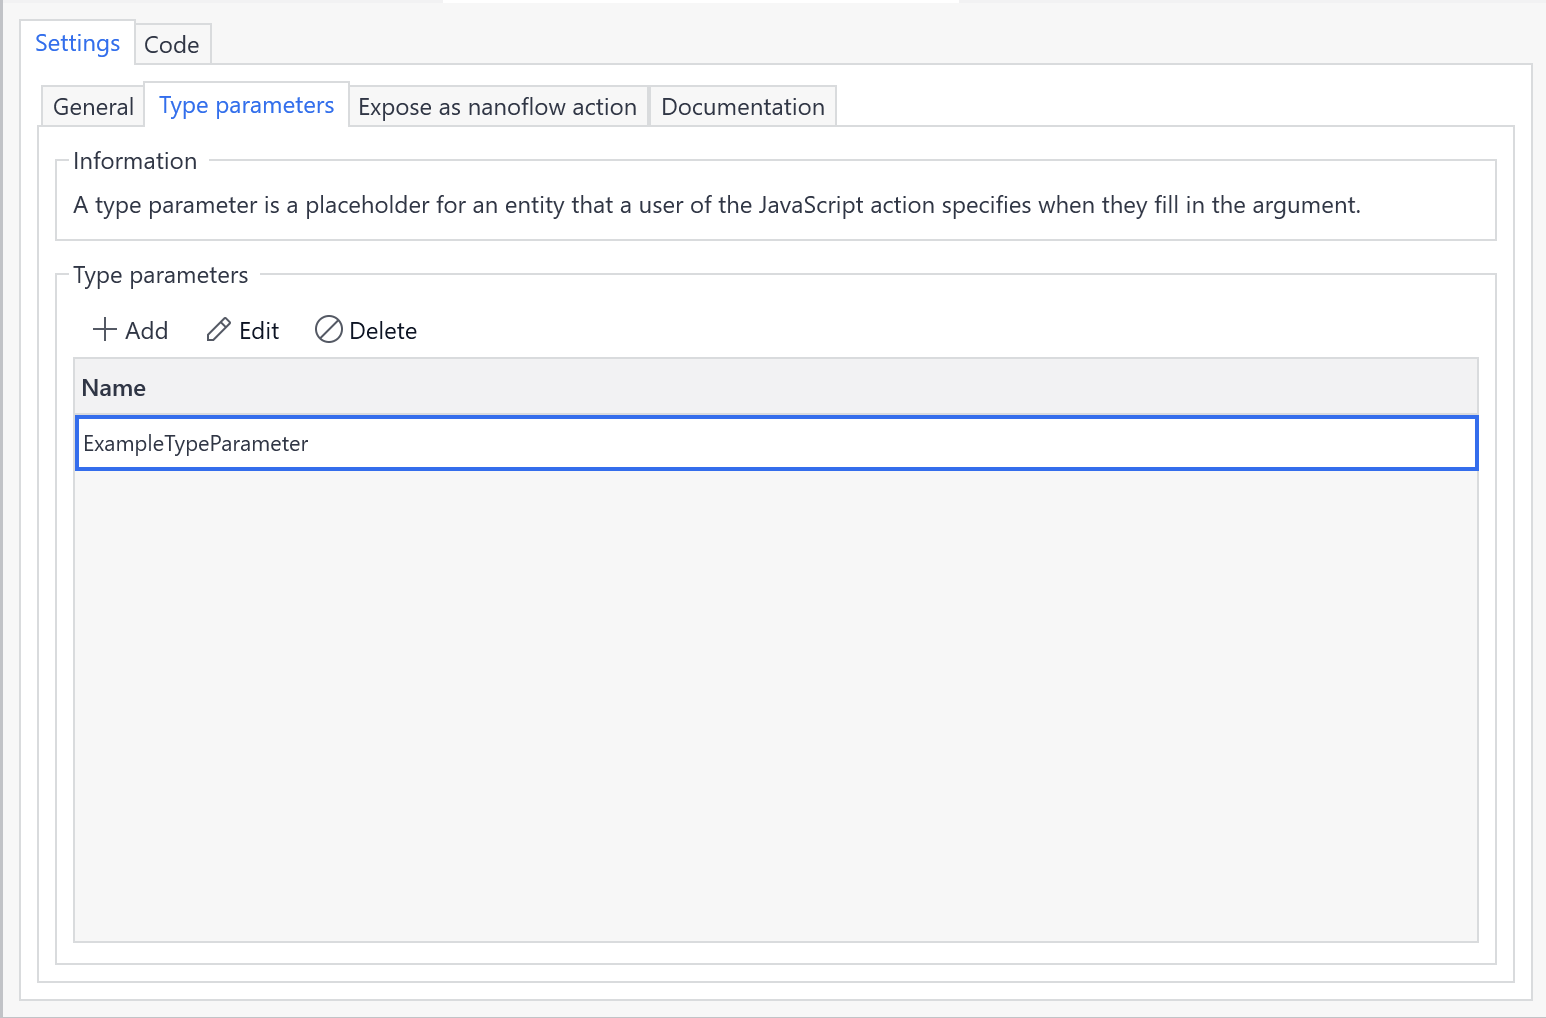 Settings Code
General Type parameters Expose as nanoflow action Documentation
Information
A type parameter is a placeholder for an entity that a user of the JavaScript action specifies when they fill in the argument.
Type parameters
Add Edit Delete
Name
ExampleTypeParameter